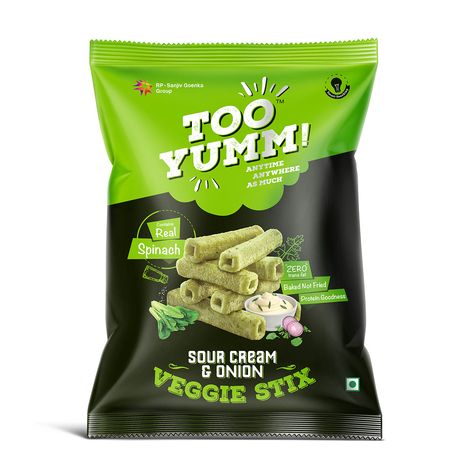 RP-Sanjiv Goenka
Group
TOO
YUMM!
TM
ANYTIME
ANYWHERE
AS MUCH
Contains
Real
Spinach
ZERO
trans fat
Baked Not Fried
Protein Goodness
SOUR CREAM
& ONION
VEGGIE STIX